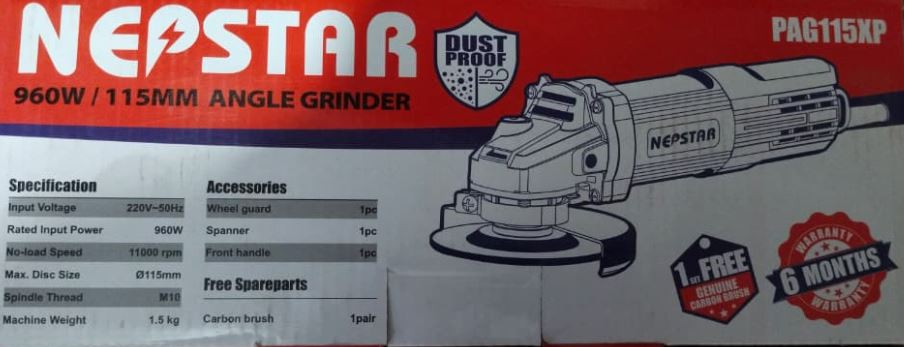 NEPSTAR
960W / 115MM ANGLE GRINDER
DUST
PROOF
PAG115XP
NEPSTAR
Specification
Input Voltage 220V~50Hz
Rated Input Power 960W
No-load Speed 11000 rpm
Max. Disc Size Ø115mm
Spindle Thread M10
Machine Weight 1.5 kg
Accessories
Wheel guard 1pc
Spanner 1pc
Front handle 1pc
Free Spareparts
Carbon brush 1pair
1 SET FREE
GENUINE
CARBON BRUSH
WARRANTY
6 MONTHS
WARRANTY